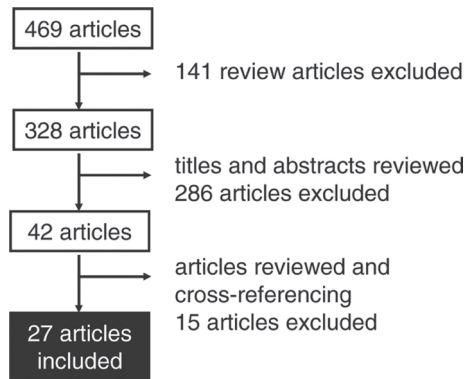 469 articles
141 review articles excluded
328 articles
titles and abstracts reviewed
286 articles excluded
42 articles
articles reviewed and
cross-referencing
15 articles excluded
27 articles
included